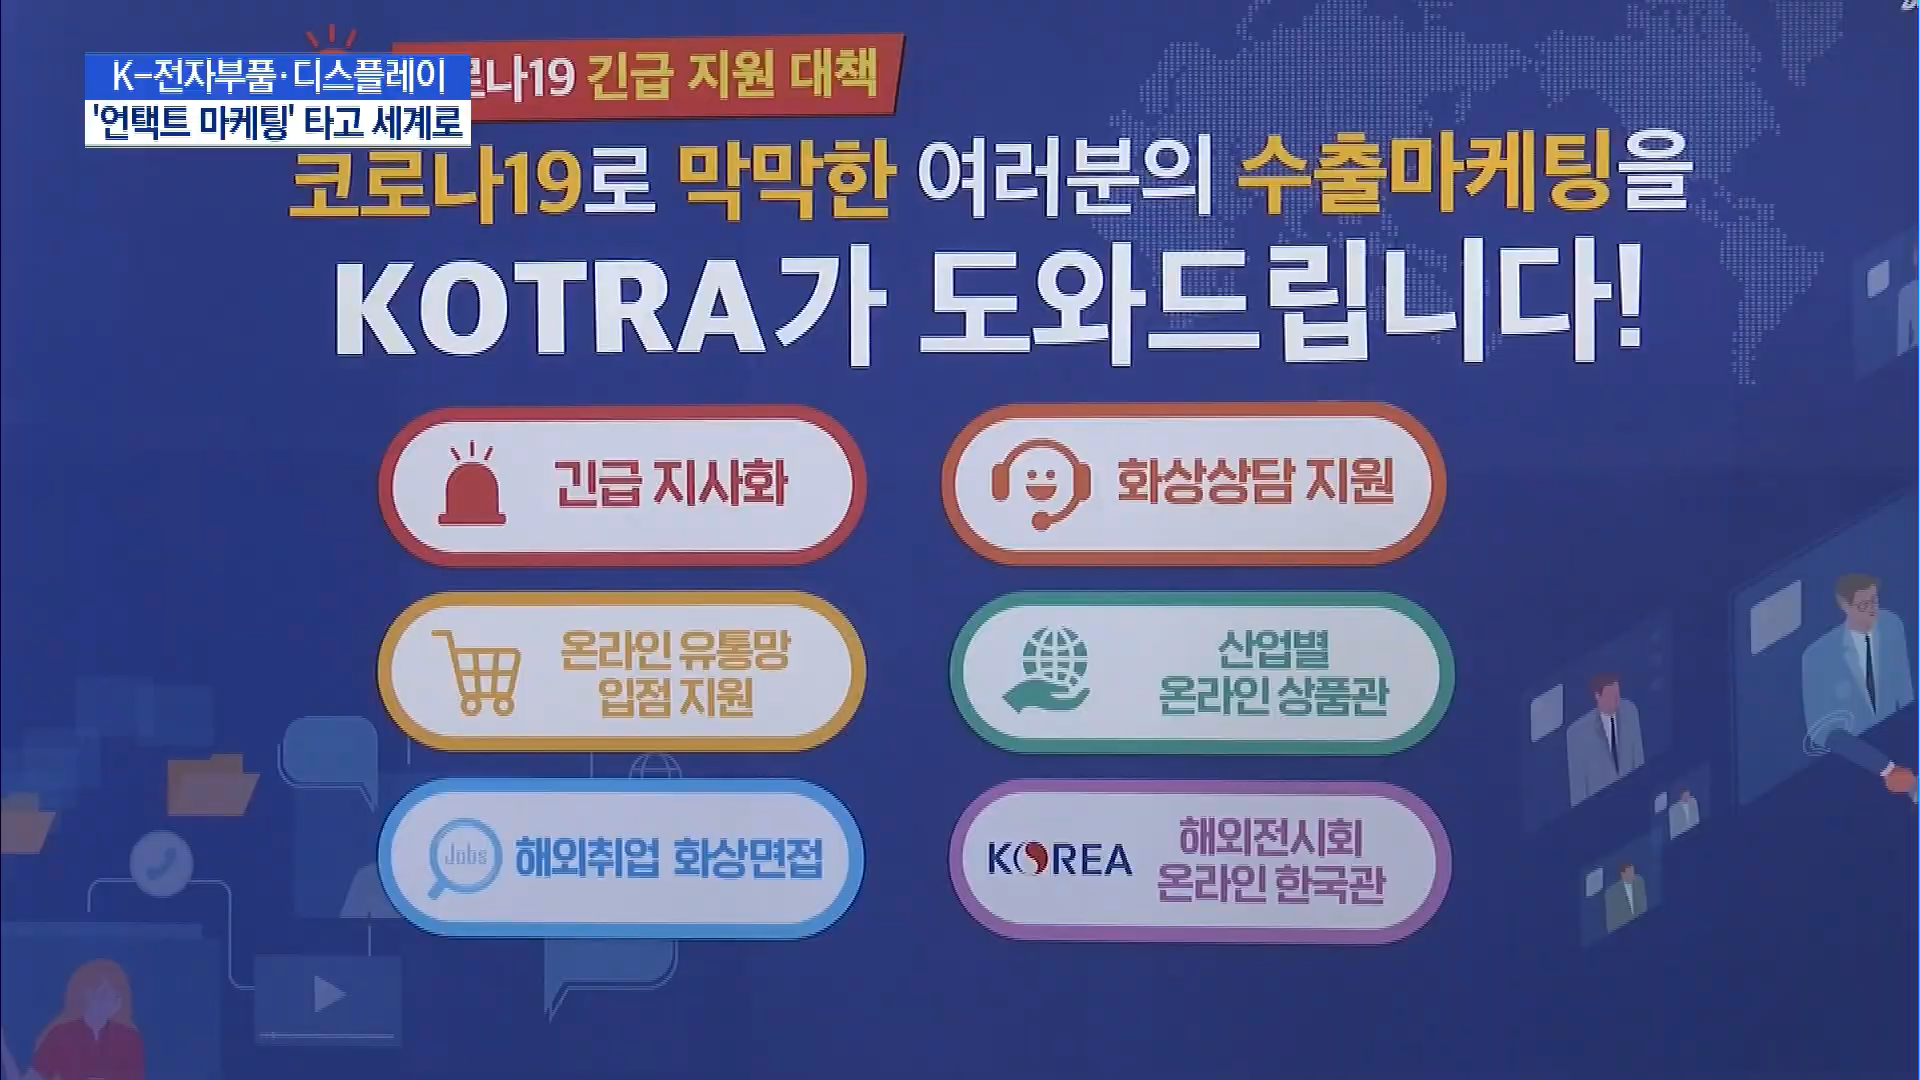 K-전자부품·디스플레이
'언택트 마케팅' 타고 세계로
로나19 긴급 지원 대책
코로나19로 막막한 여러분의 수출마케팅을
KOTRA가 도와드립니다!
긴급 지사화
화상상담 지원
온라인 유통망
입점 지원
산업별
온라인 상품관
Jobs
해외취업 화상면접
KOREA
해외전시회
온라인 한국관